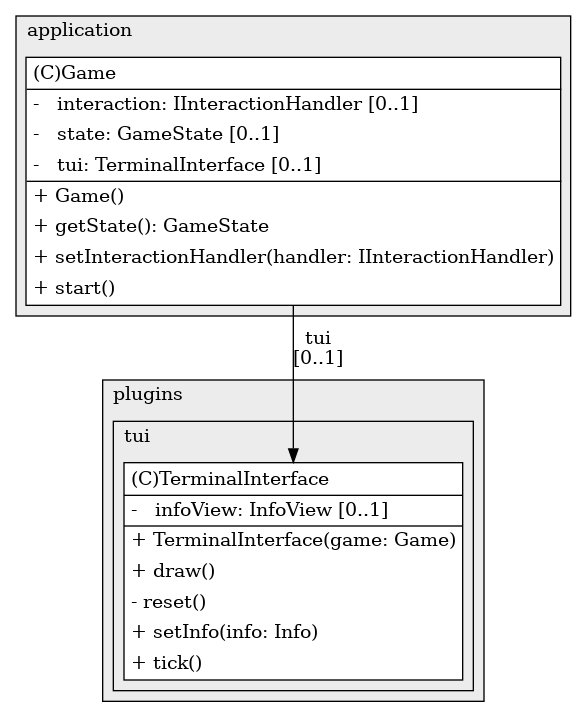 application
(C)Game
-   interaction: IInteractionHandler [0..1]
-   state: GameState [0..1]
-   tui: TerminalInterface [0..1]
+ Game()
+ getState(): GameState
+ setInteractionHandler(handler: IInteractionHandler)
+ start()
tui
[0..1]
plugins
tui
(C)TerminalInterface
-   infoView: InfoView [0..1]
+ TerminalInterface(game: Game)
+ draw()
- reset()
+ setInfo(info: Info)
+ tick()